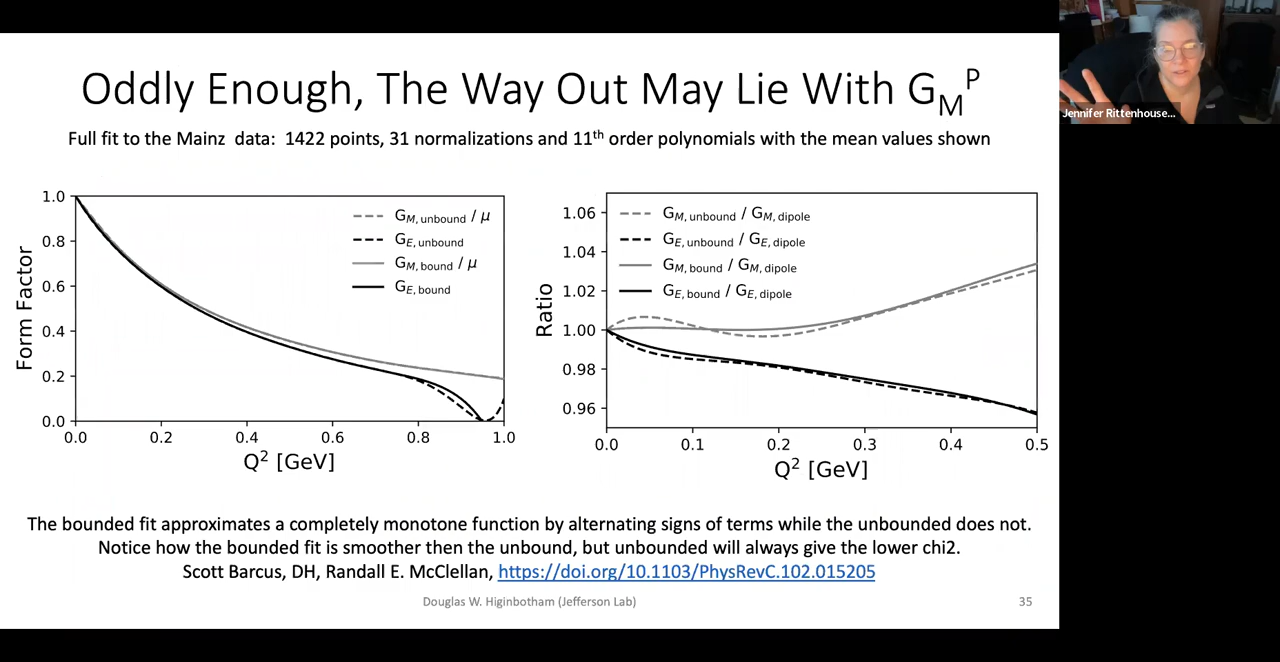 Oddly Enough, The Way Out May Lie With G_M^P
Full fit to the Mainz data: 1422 points, 31 normalizations and 11th order polynomials with the mean values shown
1.0
0.8
0.6
0.4
0.2
0.0
Form Factor
G_M,unbound / μ
G_E,unbound
G_M,bound / μ
G_E,bound
0.0 0.2 0.4 0.6 0.8 1.0
Q² [GeV]
1.06
1.04
1.02
1.00
0.98
0.96
Ratio
G_M,unbound / G_M,dipole
G_E,unbound / G_E,dipole
G_M,bound / G_M,dipole
G_E,bound / G_E,dipole
0.0 0.1 0.2 0.3 0.4 0.5
Q² [GeV]
The bounded fit approximates a completely monotone function by alternating signs of terms while the unbounded does not.
Notice how the bounded fit is smoother then the unbound, but unbounded will always give the lower chi2.
Scott Barcus, DH, Randall E. McClellan, https://doi.org/10.1103/PhysRevC.102.015205
Douglas W. Higinbotham (Jefferson Lab)
35
Jennifer Rittenhouse...